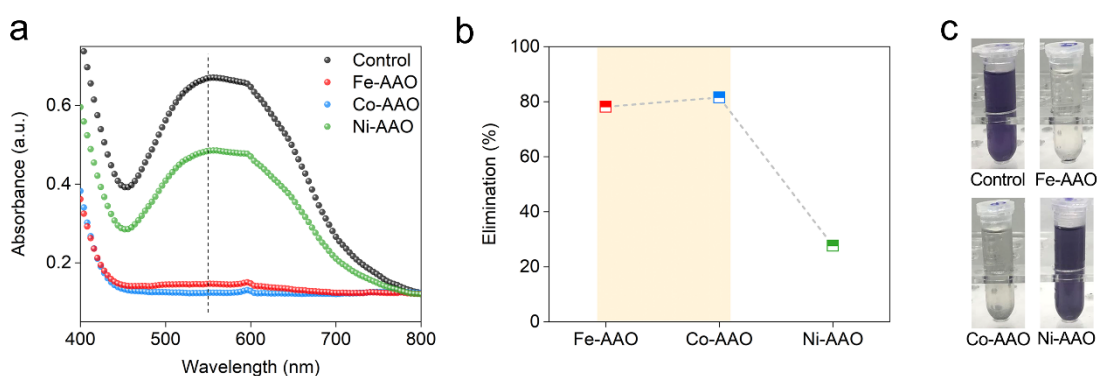 a
Absorbance (a.u.)
0.6
0.4
0.2
400
500
600
700
800
Wavelength (nm)
Control
Fe-AAO
Co-AAO
Ni-AAO
b
Elimination (%)
100
80
60
40
20
0
Fe-AAO
Co-AAO
Ni-AAO
c
Control
Fe-AAO
Co-AAO
Ni-AAO